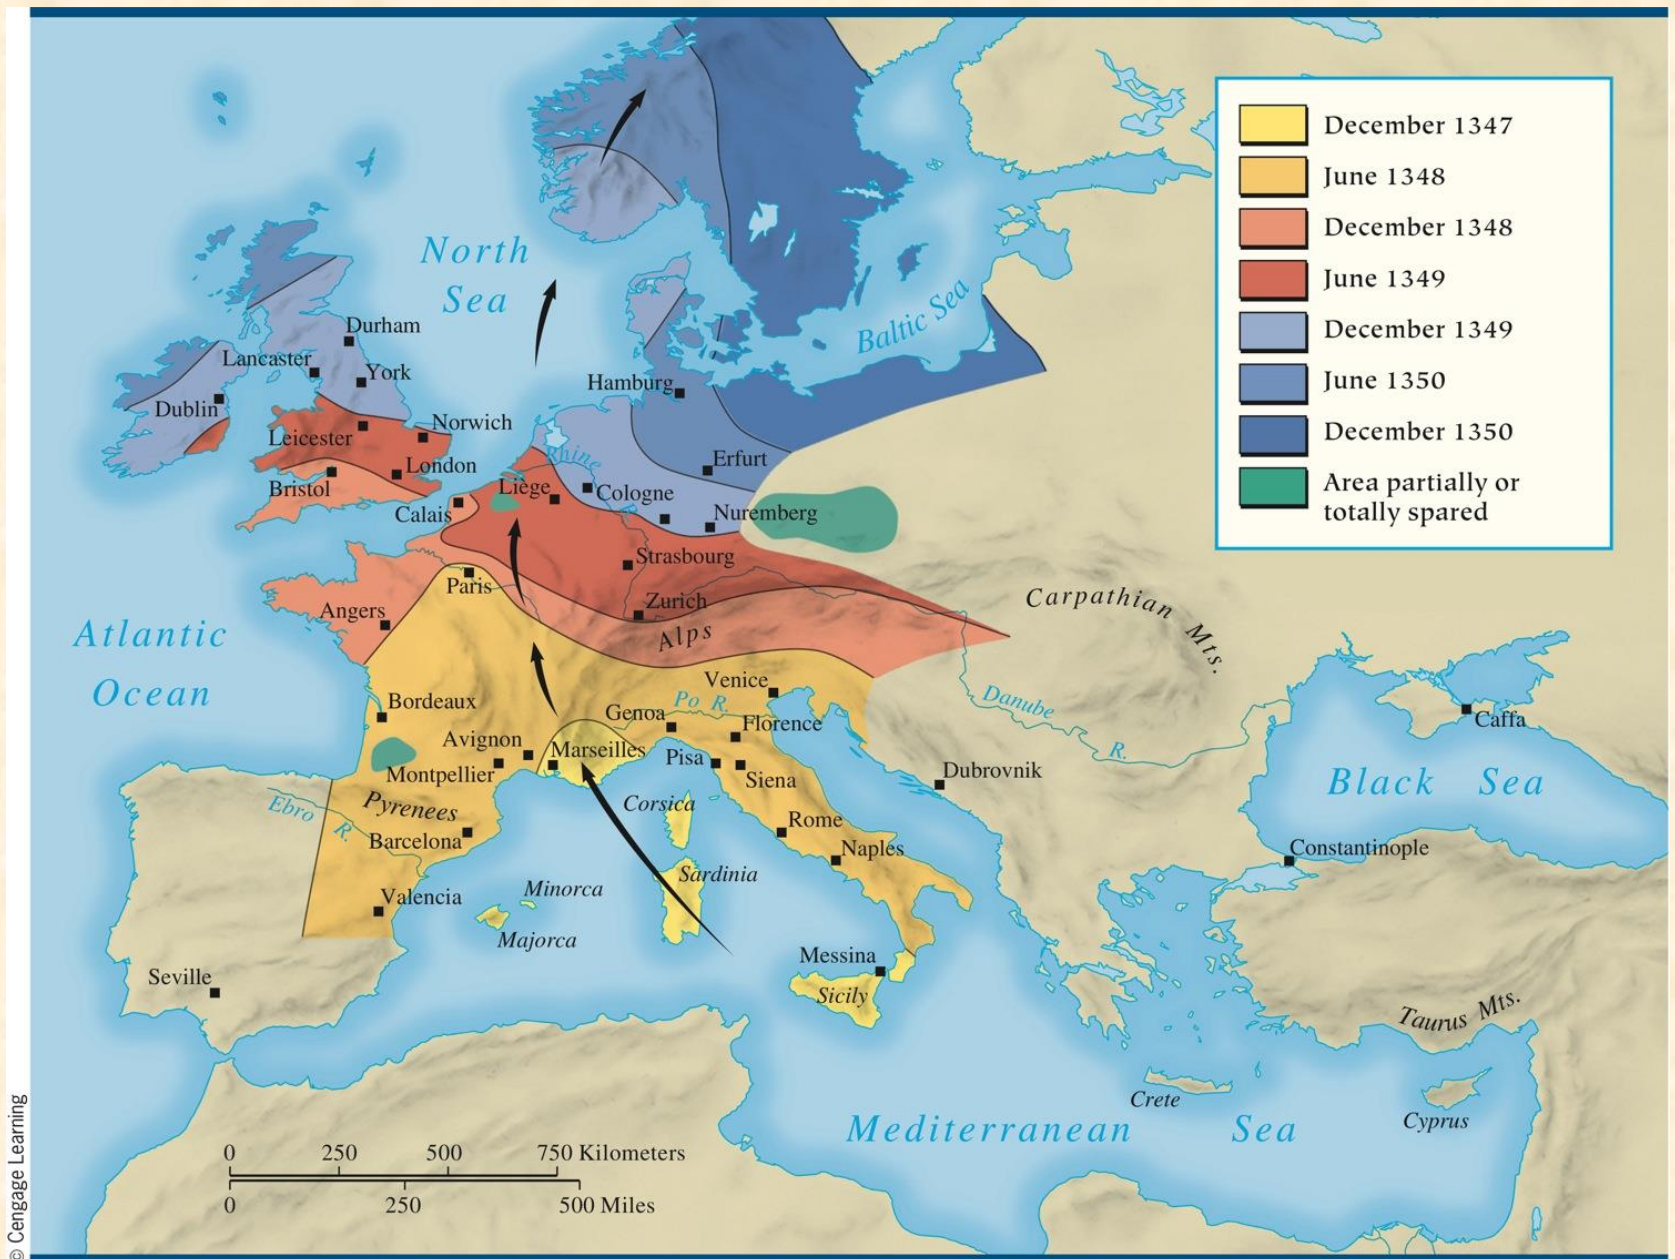 December 1347
June 1348
December 1348
June 1349
December 1349
June 1350
December 1350
Area partially or
totally spared
North
Sea
Baltic Sea
Durham
Lancaster
York
Dublin
Leicester
Norwich
London
Bristol
Calais
Hamburg
Rhine
Erfurt
Liège
Cologne
Nuremberg
Strasbourg
Paris
Zurich
Angers
Alps
Carpathian Mts.
Atlantic
Ocean
Bordeaux
Venice
Po R.
Genoa
Florence
Avignon
Marseilles
Montpellier
Pisa
Siena
Danube
R.
Caffa
Dubrovnik
Black Sea
Pyrenees
Ebro
R.
Barcelona
Corsica
Rome
Naples
Constantinople
Sardinia
Minorca
Majorca
Valencia
Messina
Sicily
Seville
Taurus Mts.
Crete
Cyprus
Mediterranean Sea
0 250 500 750 Kilometers
0 250 500 Miles
© Cengage Learning